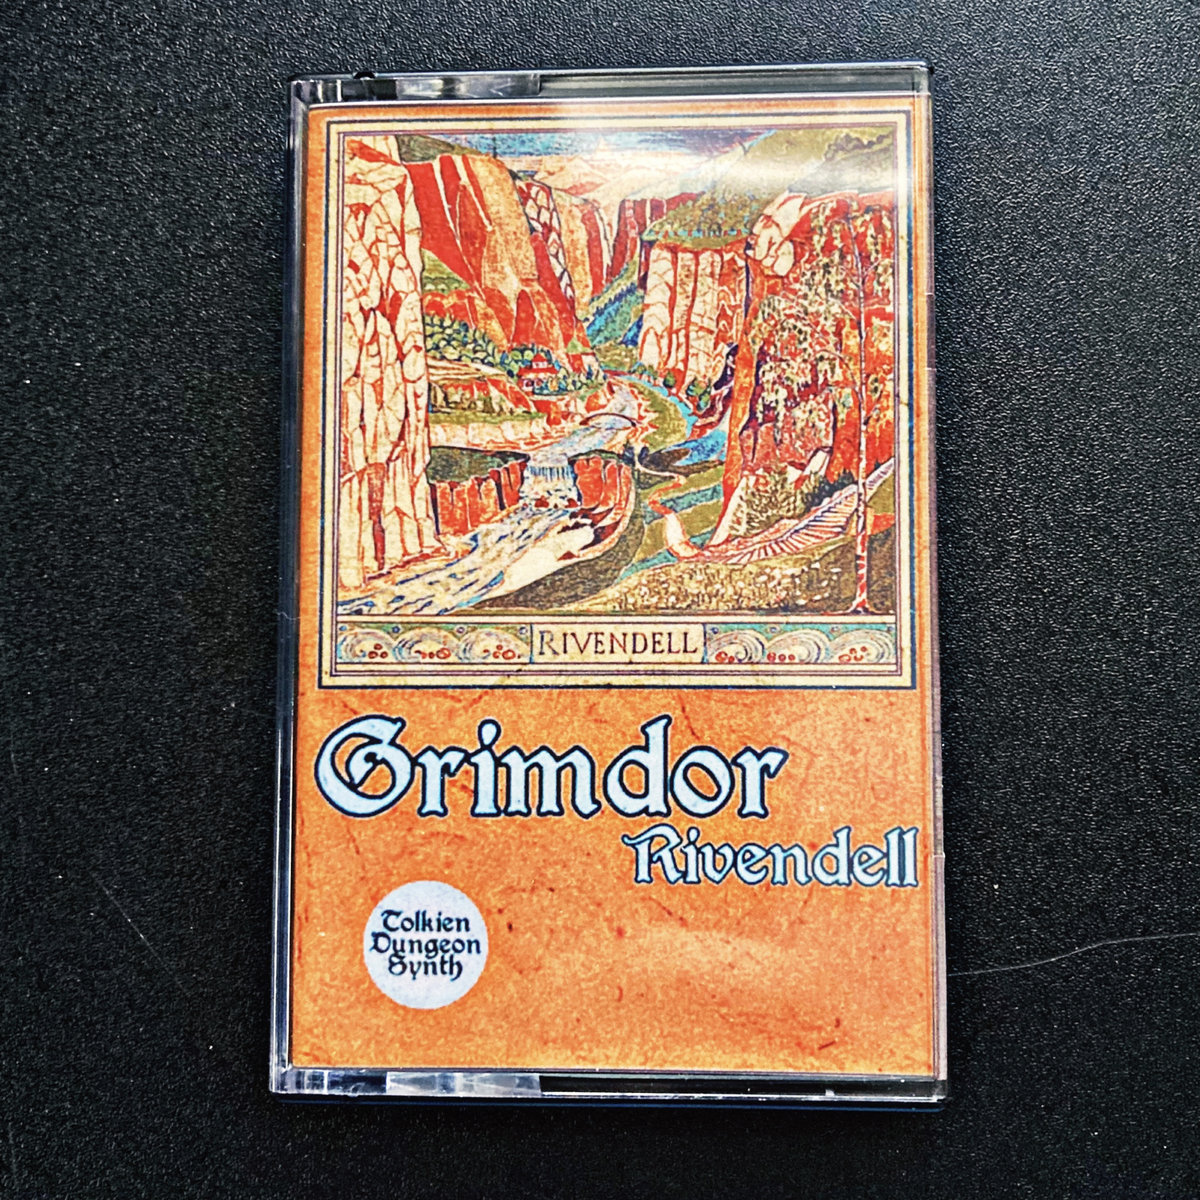 RIVENDELL
Grimdor
Rivendell
Tolkien
Dungeon
Synth